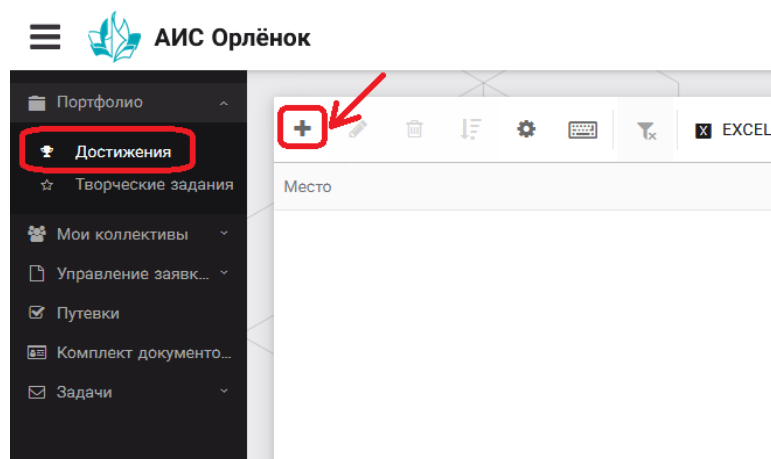 АИС Орлёнок
Портфолио
Достижения
Творческие задания
Мои коллективы
Управление заявк...
Путевки
Комплект документо...
Задачи
X EXCEL
Место